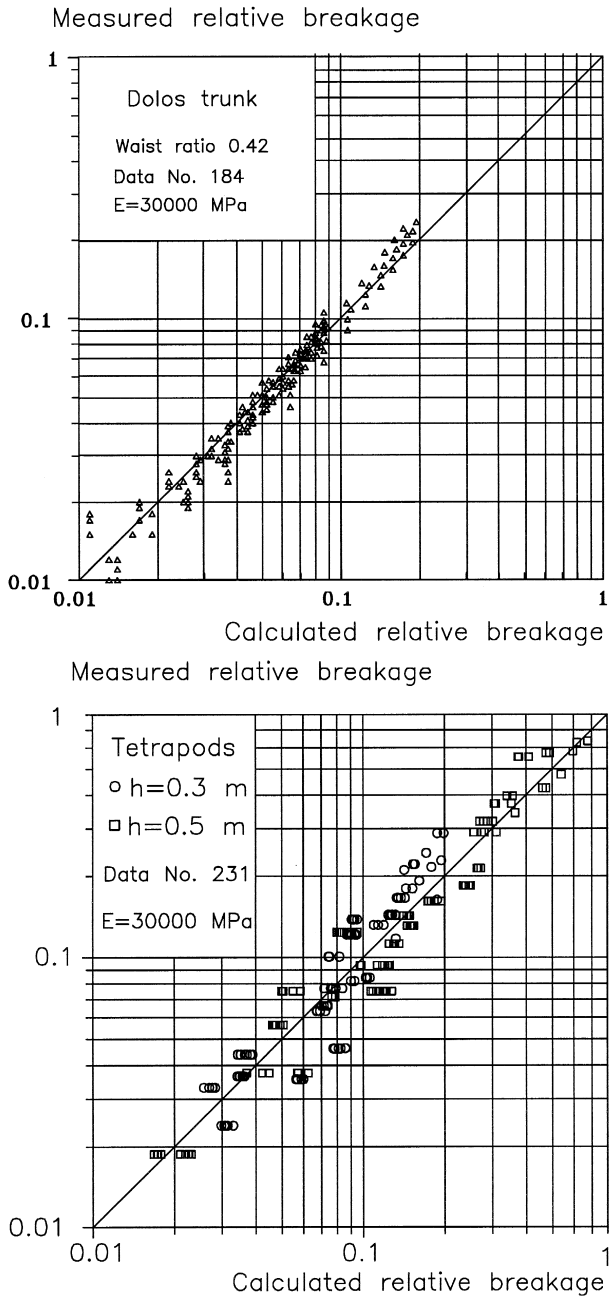 Measured relative breakage
1
Dolos trunk
Waist ratio 0.42
Data No. 184
E=30000 MPa
0.1
0.01
0.01 0.1 1
Calculated relative breakage
Measured relative breakage
1
Tetrapods
h=0.3 m
h=0.5 m
Data No. 231
E=30000 MPa
0.1
0.01
0.01 0.1 1
Calculated relative breakage